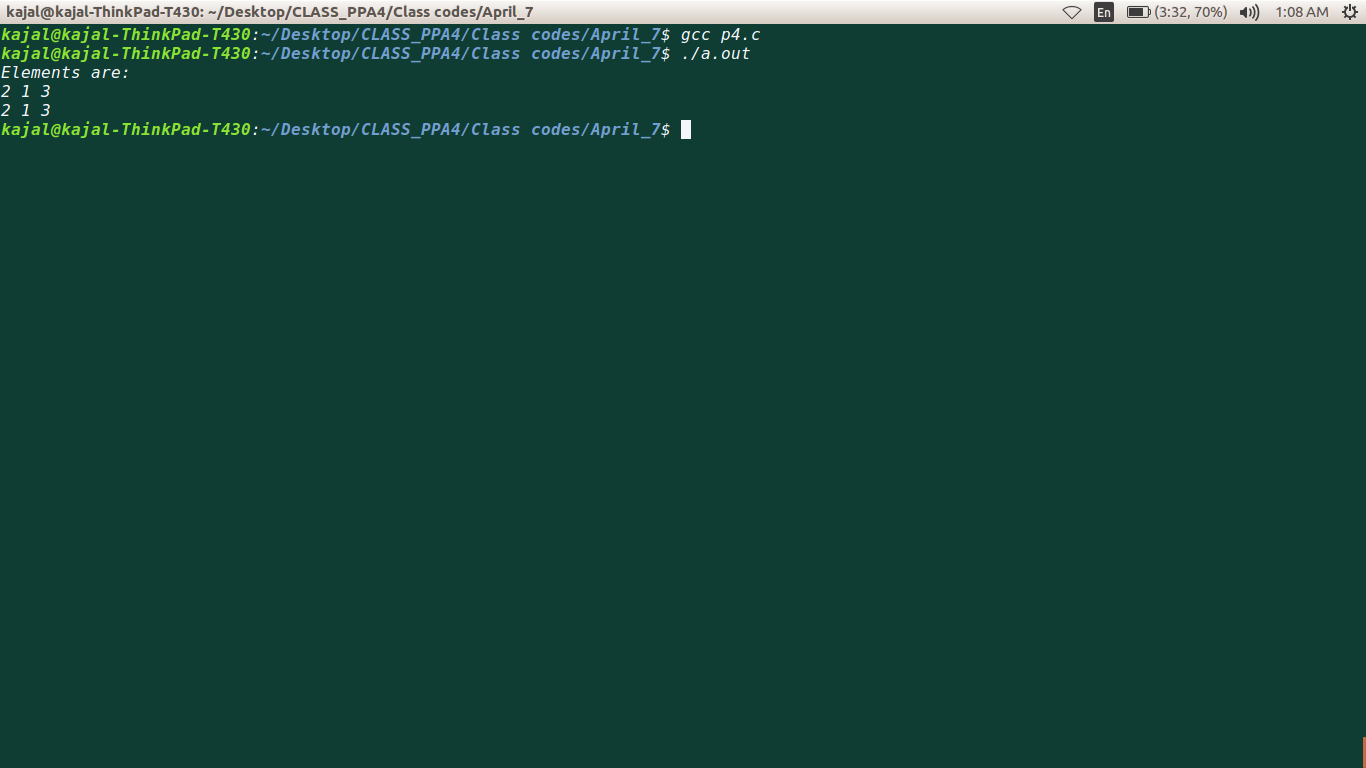 kajal@kajal-ThinkPad-T430: ~/Desktop/CLASS_PPA4/Class codes/April_7 En (3:32, 70%) 1:08 AM
kajal@kajal-ThinkPad-T430:~/Desktop/CLASS_PPA4/Class codes/April_7$ gcc p4.c
kajal@kajal-ThinkPad-T430:~/Desktop/CLASS_PPA4/Class codes/April_7$ ./a.out
Elements are:
2 1 3
2 1 3
kajal@kajal-ThinkPad-T430:~/Desktop/CLASS_PPA4/Class codes/April_7$